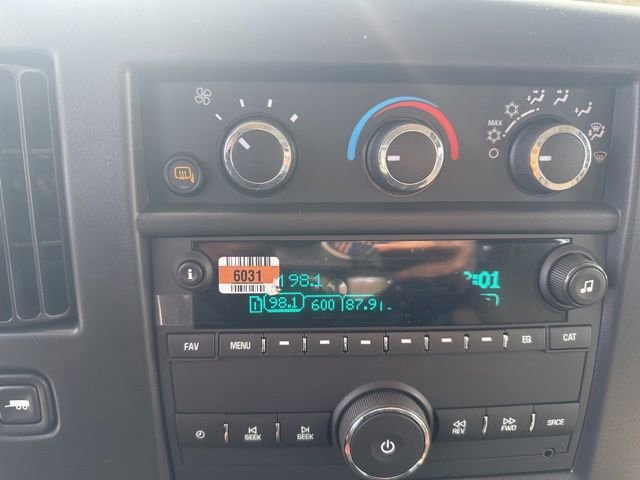 MAX
6031
98.1
:01
98.1 600 87.9
FAV MENU EQ CAT
SEEK SEEK REV FWD SRCE